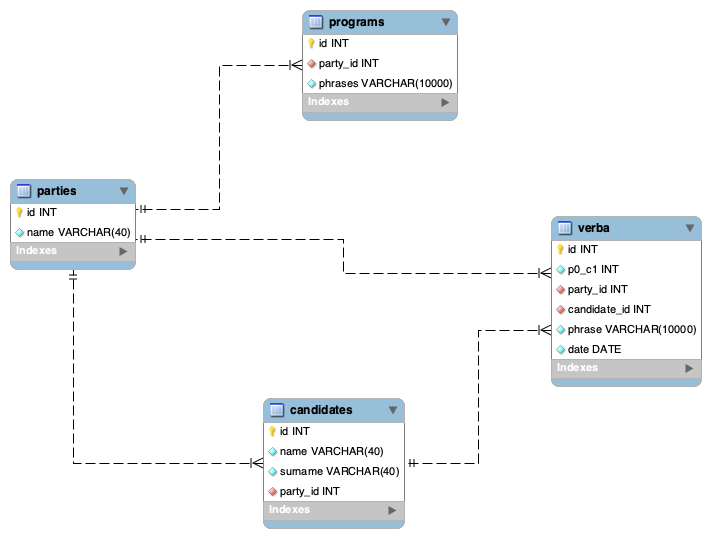 programs
id INT
party_id INT
phrases VARCHAR(10000)
Indexes
parties
id INT
name VARCHAR(40)
Indexes
verba
id INT
p0_c1 INT
party_id INT
candidate_id INT
phrase VARCHAR(10000)
date DATE
Indexes
candidates
id INT
name VARCHAR(40)
surname VARCHAR(40)
party_id INT
Indexes